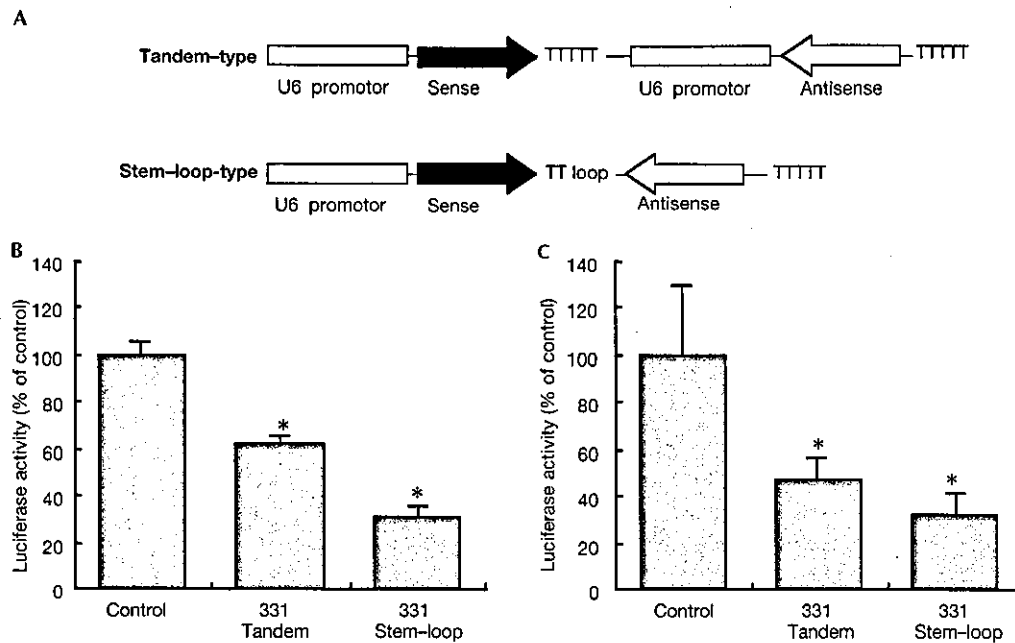 A
Tandem–type
TTTTT
TTTTT
U6 promotor
Sense
U6 promotor
Antisense
Stem–loop-type
TT loop
TTTTT
U6 promotor
Sense
Antisense
B
Luciferase activity (% of control)
140
120
100
80
60
40
20
0
*
*
Control
331
Tandem
331
Stem–loop
C
Luciferase activity (% of control)
140
120
100
80
60
40
20
0
*
*
Control
331
Tandem
331
Stem–loop